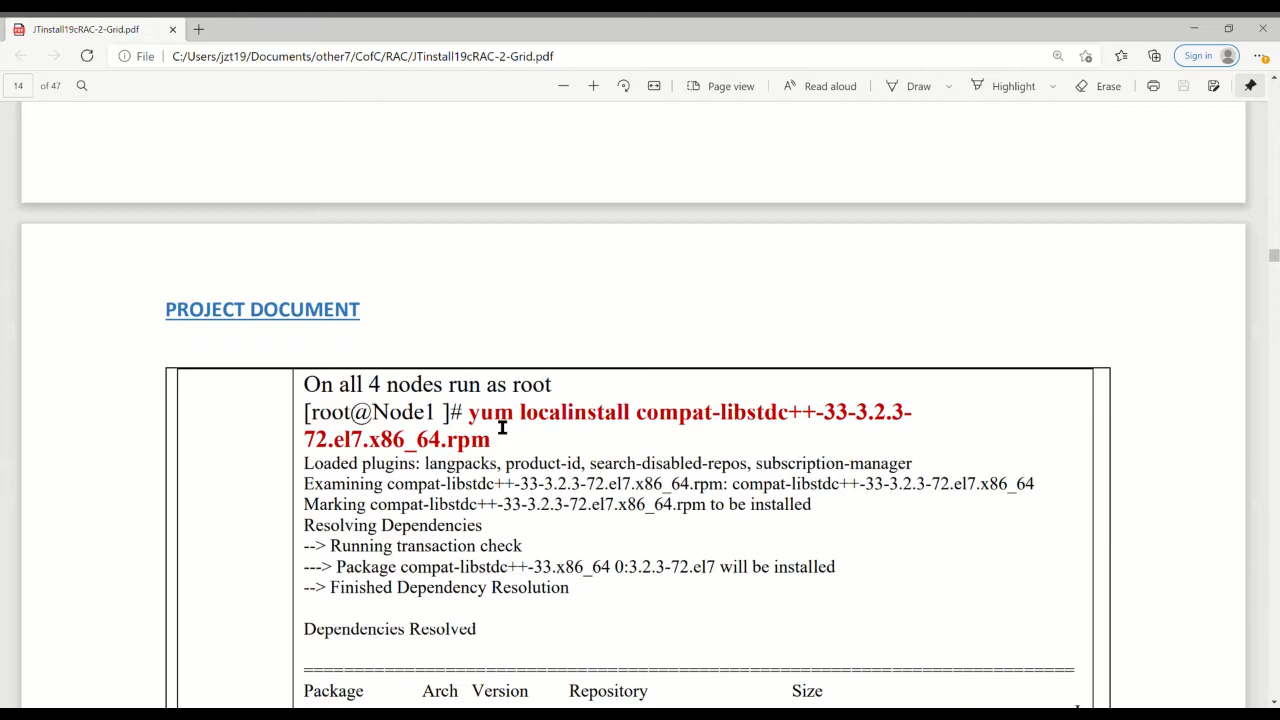 JTinstall19cRAC-2-Grid.pdf
File
C:/Users/jzt19/Documents/other7/CofC/RAC/JTinstall19cRAC-2-Grid.pdf
Sign in
14 of 47
Page view
Read aloud
Draw
Highlight
Erase
PROJECT DOCUMENT
On all 4 nodes run as root
[root@Node1 ]# yum localinstall compat-libstdc++-33-3.2.3-
72.el7.x86_64.rpm
Loaded plugins: langpacks, product-id, search-disabled-repos, subscription-manager
Examining compat-libstdc++-33-3.2.3-72.el7.x86_64.rpm: compat-libstdc++-33-3.2.3-72.el7.x86_64
Marking compat-libstdc++-33-3.2.3-72.el7.x86_64.rpm to be installed
Resolving Dependencies
--> Running transaction check
---> Package compat-libstdc++-33.x86_64 0:3.2.3-72.el7 will be installed
--> Finished Dependency Resolution
Dependencies Resolved
==========================================================================
Package Arch Version Repository Size